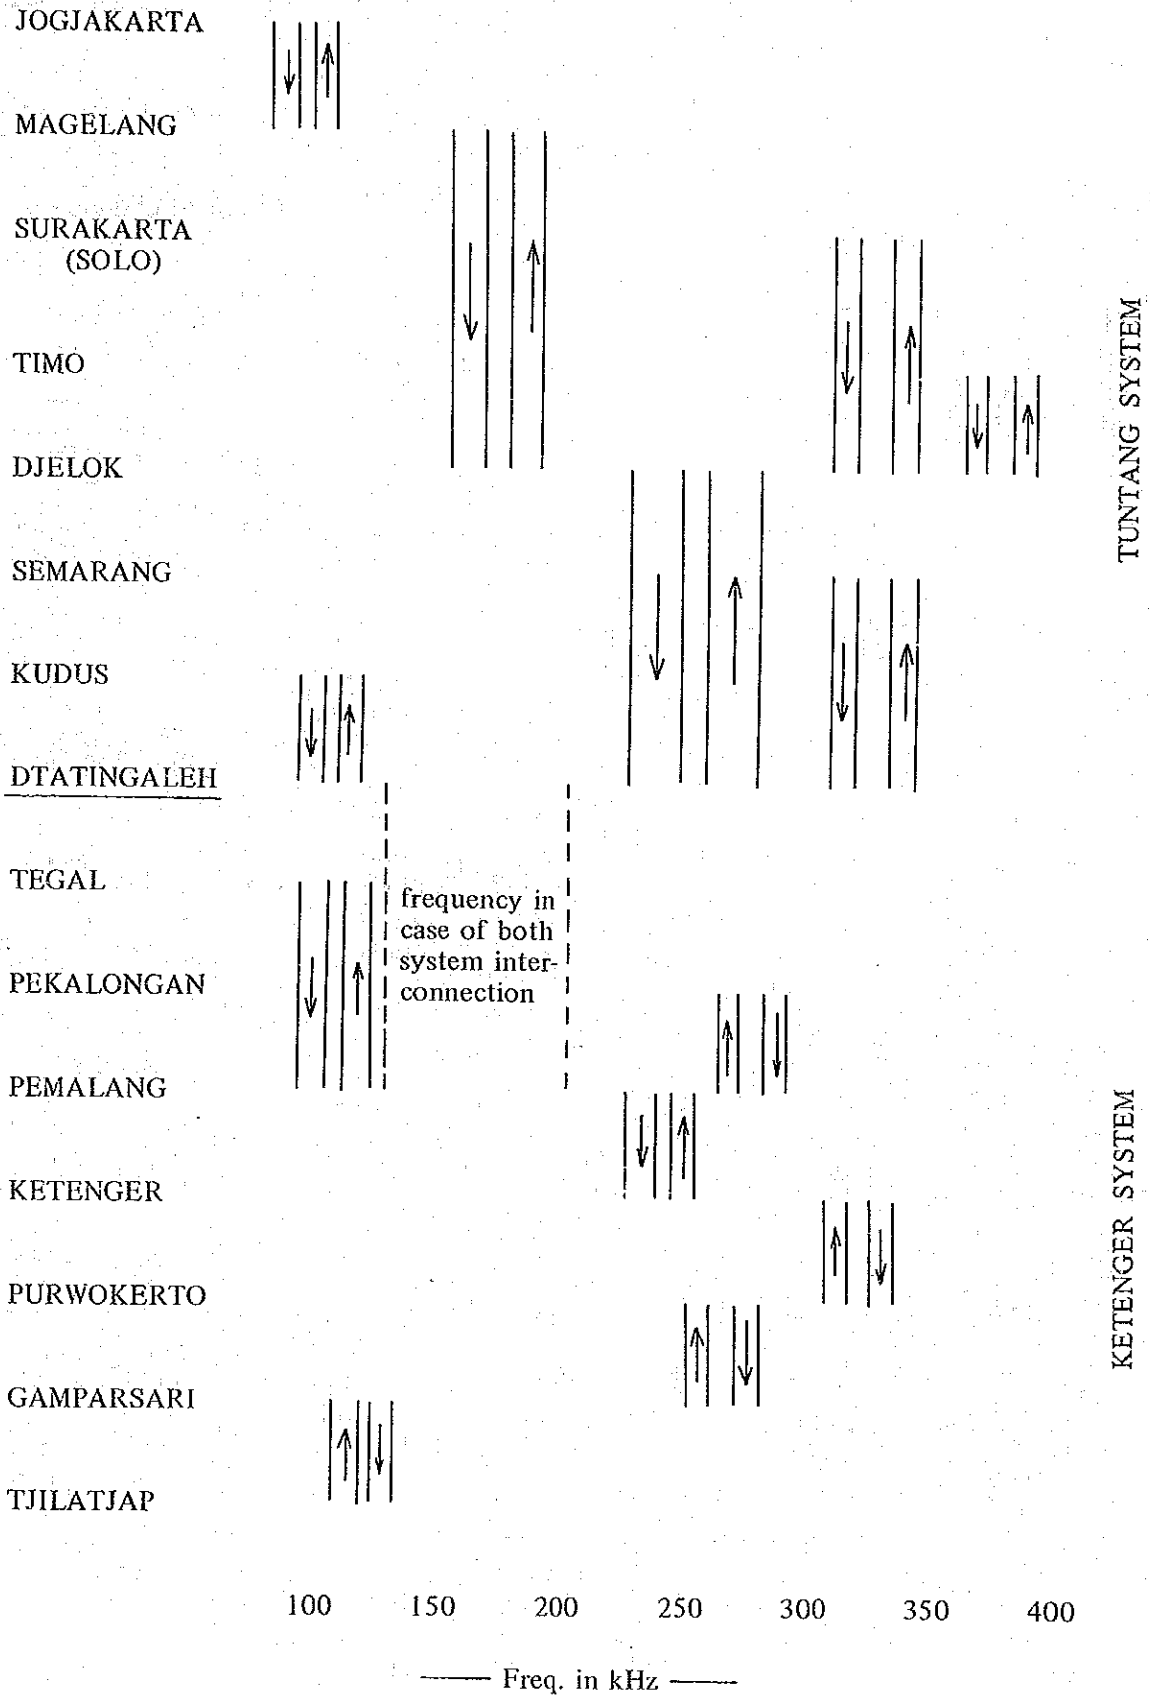 JOGJAKARTA
MAGELANG
SURAKARTA
(SOLO)
TIMO
DJELOK
SEMARANG
KUDUS
DTATINGALEH
TEGAL
PEKALONGAN
PEMALANG
KETENGER
PURWOKERTO
GAMPARSARI
TJILATJAP
frequency in
case of both
system inter-
connection
TUNTANG SYSTEM
KETENGER SYSTEM
100 150 200 250 300 350 400
Freq. in kHz